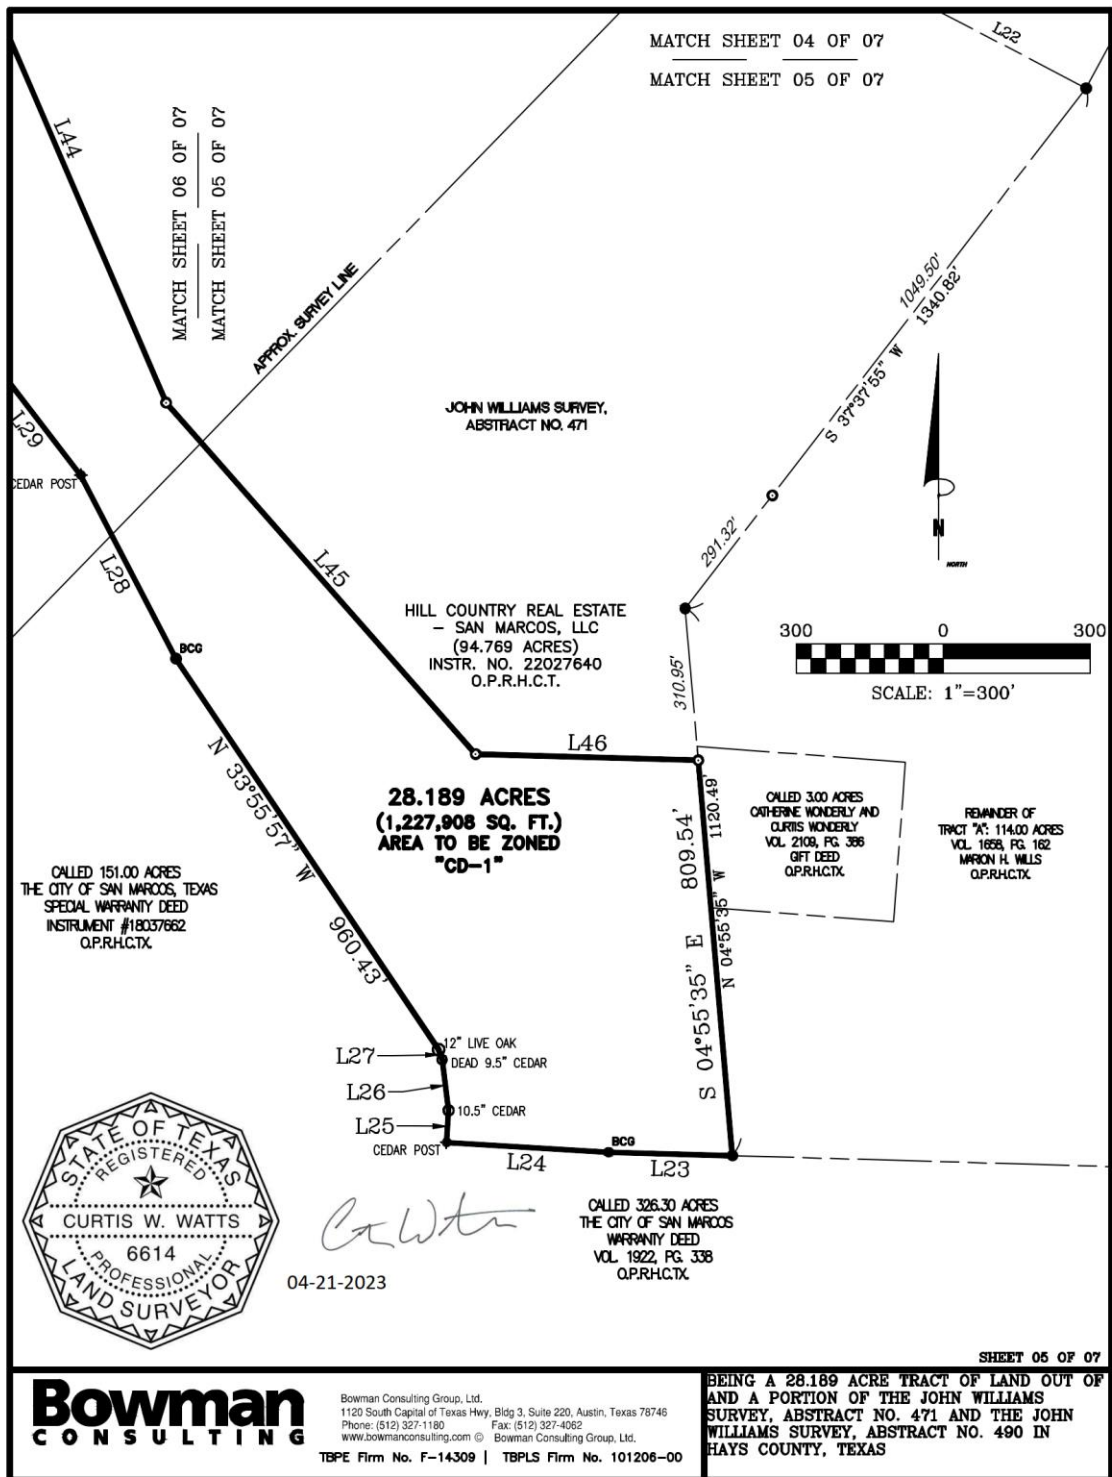 MATCH SHEET 04 OF 07
MATCH SHEET 05 OF 07
L22
L44
MATCH SHEET 06 OF 07
MATCH SHEET 05 OF 07
APPROX. SURVEY LINE
1049.50'
1340.82'
S 37°37'55" W
JOHN WILLIAMS SURVEY,
ABSTRACT NO. 471
L29
CEDAR POST
L28
L45
291.32'
N
NORTH
HILL COUNTRY REAL ESTATE
– SAN MARCOS, LLC
(94.769 ACRES)
INSTR. NO. 22027640
O.P.R.H.C.T.
300 0 300
SCALE: 1"=300'
BCG
310.95'
L46
N 33°55'57" W
960.43'
28.189 ACRES
(1,227,908 SQ. FT.)
AREA TO BE ZONED
"CD-1"
S 04°55'35" E 809.54'
N 04°55'35" W 1120.49'
CALLED 3.00 ACRES
CATHERINE WONDERLY AND
CURTIS WONDERLY
VOL. 2109, PG. 386
GIFT DEED
O.P.R.H.C.TX.
REMAINDER OF
TRACT "A": 114.00 ACRES
VOL. 1658, PG. 162
MARION H. WILLS
O.P.R.H.C.TX.
CALLED 151.00 ACRES
THE CITY OF SAN MARCOS, TEXAS
SPECIAL WARRANTY DEED
INSTRUMENT #18037662
O.P.R.H.C.TX.
12" LIVE OAK
L27
DEAD 9.5" CEDAR
L26
10.5" CEDAR
L25
CEDAR POST
L24
BCG
L23
STATE OF TEXAS
REGISTERED
CURTIS W. WATTS
6614
PROFESSIONAL
LAND SURVEYOR
04-21-2023
CALLED 326.30 ACRES
THE CITY OF SAN MARCOS
WARRANTY DEED
VOL. 1922, PG. 338
O.P.R.H.C.TX.
SHEET 05 OF 07
Bowman
CONSULTING
Bowman Consulting Group, Ltd.
1120 South Capital of Texas Hwy, Bldg 3, Suite 220, Austin, Texas 78746
Phone: (512) 327-1180 Fax: (512) 327-4062
www.bowmanconsulting.com © Bowman Consulting Group, Ltd.
TBPE Firm No. F-14309 | TBPLS Firm No. 101206-00
BEING A 28.189 ACRE TRACT OF LAND OUT OF
AND A PORTION OF THE JOHN WILLIAMS
SURVEY, ABSTRACT NO. 471 AND THE JOHN
WILLIAMS SURVEY, ABSTRACT NO. 490 IN
HAYS COUNTY, TEXAS